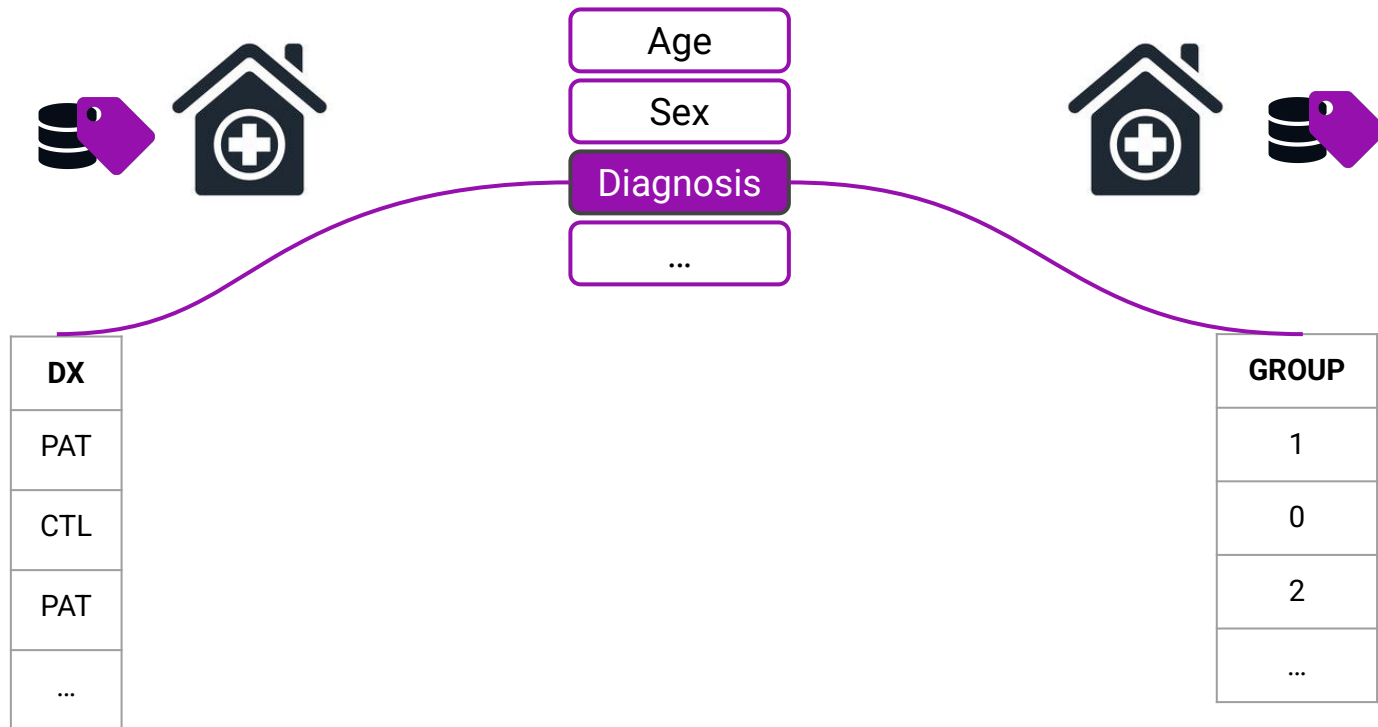 Age
Sex
Diagnosis
...
DX
PAT
CTL
PAT
...
GROUP
1
0
2
...